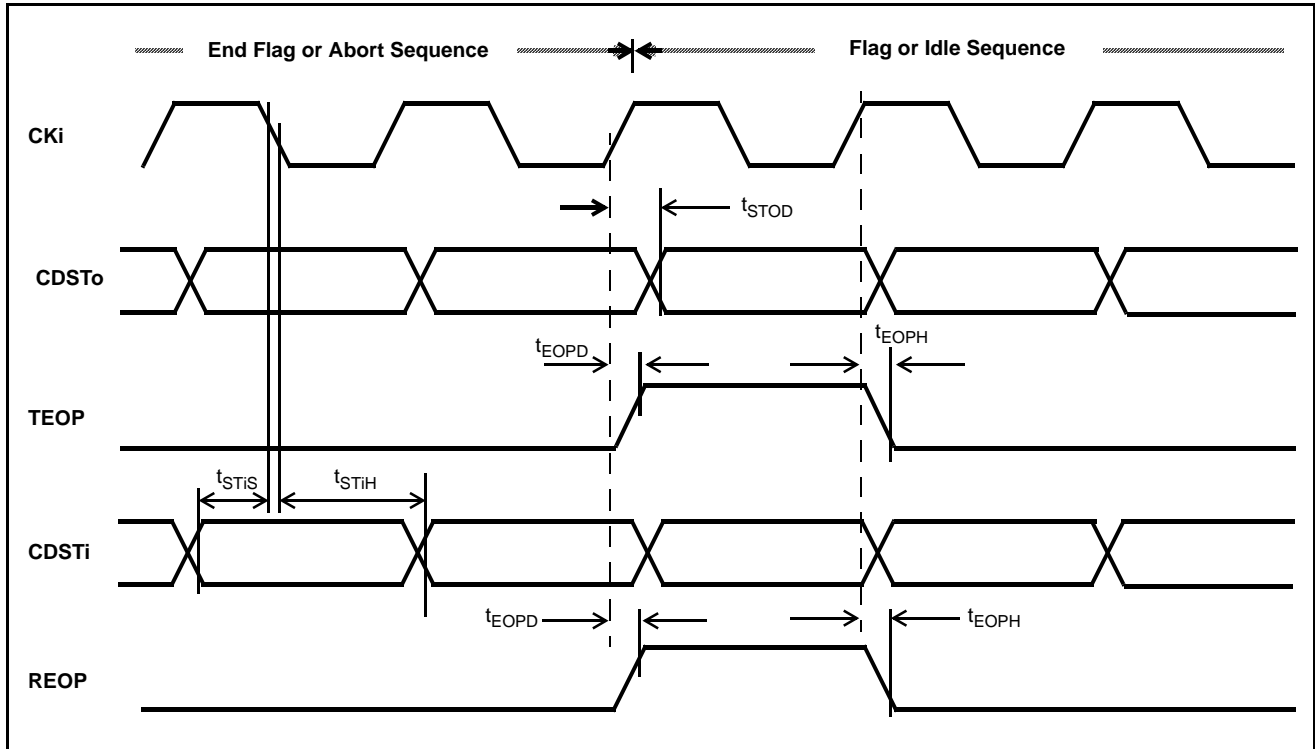 End Flag or Abort Sequence
Flag or Idle Sequence
CKi
tSTOD
CDSTo
tEOPD
tEOPH
TEOP
tSTiS
tSTiH
CDSTi
tEOPD
tEOPH
REOP